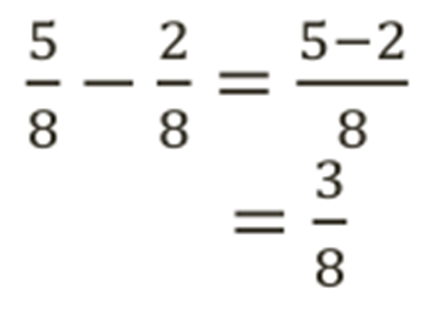 5/8 − 2/8 = 5−2/8
= 3/8